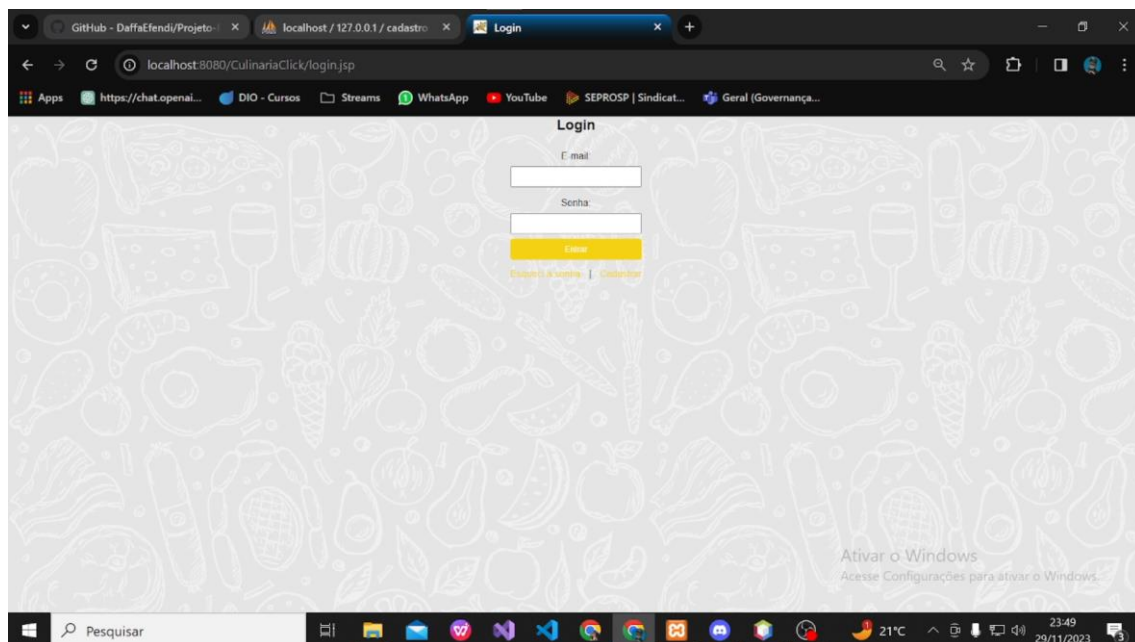 GitHub - DaffaEfendi/Projeto-
localhost / 127.0.0.1 / cadastro
Login
localhost:8080/CulinariaClick/login.jsp
Apps
https://chat.openai...
DIO - Cursos
Streams
WhatsApp
YouTube
SEPROSP | Sindicat...
Geral (Governança...
Login
E-mail:
Senha:
Entrar
Esqueci a senha | Cadastrar
Ativar o Windows
Acesse Configurações para ativar o Windows.
Pesquisar
21°C
23:49
29/11/2023